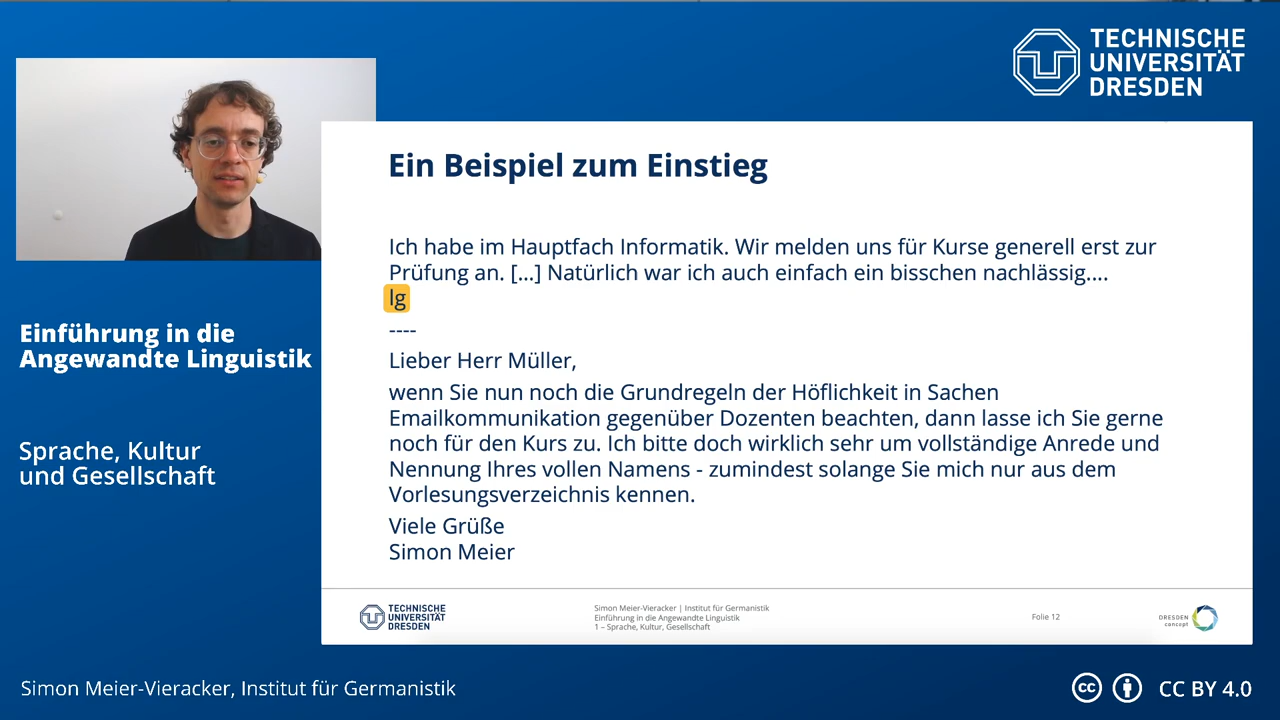 TECHNISCHE
UNIVERSITÄT
DRESDEN
Ein Beispiel zum Einstieg
Ich habe im Hauptfach Informatik. Wir melden uns für Kurse generell erst zur
Prüfung an. [...] Natürlich war ich auch einfach ein bisschen nachlässig....
lg
----
Lieber Herr Müller,
wenn Sie nun noch die Grundregeln der Höflichkeit in Sachen
Emailkommunikation gegenüber Dozenten beachten, dann lasse ich Sie gerne
noch für den Kurs zu. Ich bitte doch wirklich sehr um vollständige Anrede und
Nennung Ihres vollen Namens - zumindest solange Sie mich nur aus dem
Vorlesungsverzeichnis kennen.
Viele Grüße
Simon Meier
Einführung in die
Angewandte Linguistik
Sprache, Kultur
und Gesellschaft
TECHNISCHE
UNIVERSITÄT
DRESDEN
Simon Meier-Vieracker | Institut für Germanistik
Einführung in die Angewandte Linguistik
1 – Sprache, Kultur, Gesellschaft
Folie 12
DRESDEN
concept
Simon Meier-Vieracker, Institut für Germanistik
cc
CC BY 4.0